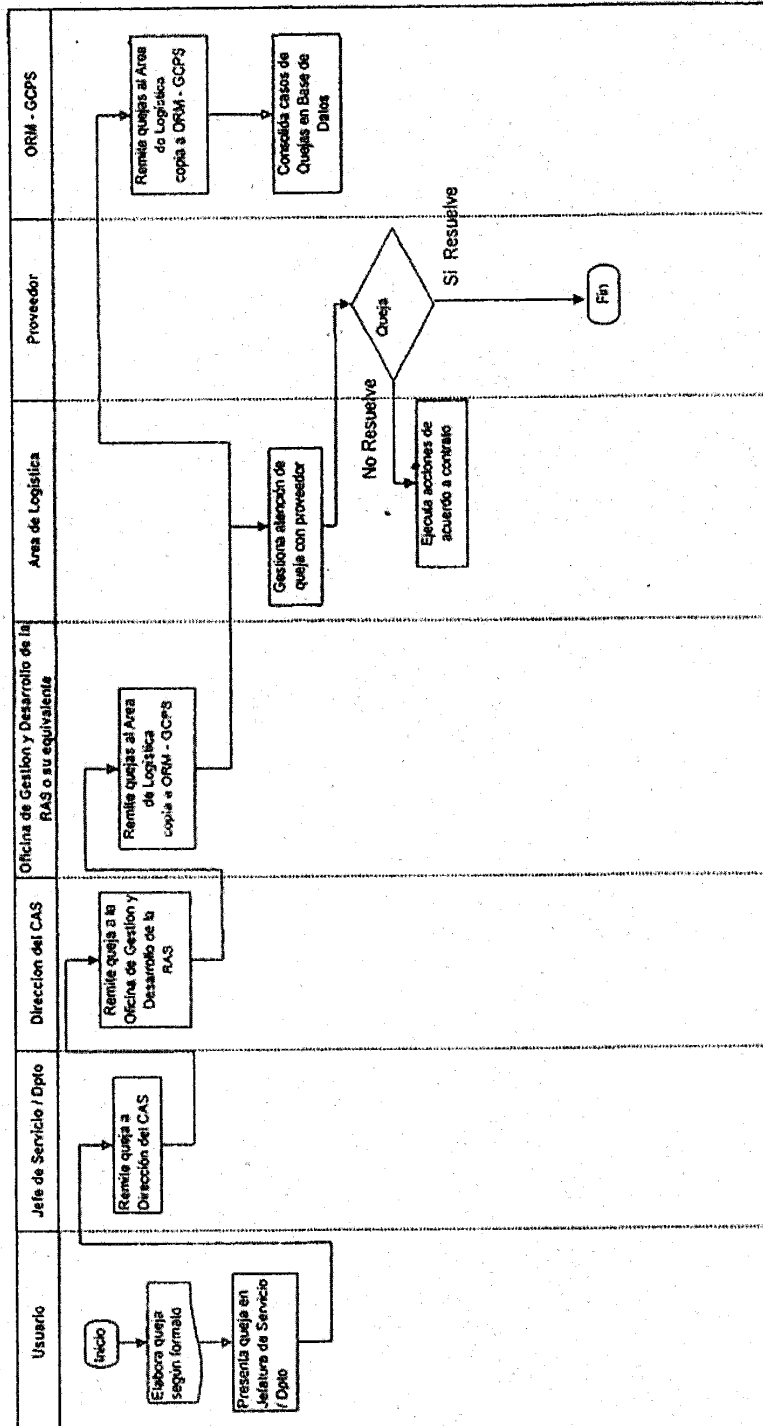 Usuario
Jefe de Servicio / Dpto
Direccion del CAS
Oficina de Gestion y Desarrollo de la
RAS o su equivalente
Area de Logística
Proveedor
ORM - GCPS
Inicio
Elabora queja
según formato
Presenta queja en
Jefatura de Servicio
/ Dpto
Remite queja a
Dirección del CAS
Remite queja a la
Oficina de Gestion y
Desarrollo de la
RAS
Remite quejas al Area
de Logística
copia a ORM - GCPS
Gestiona atención de
queja con proveedor
No Resuelve
Ejecuta acciones de
acuerdo a contrato
Queja
Si Resuelve
Fin
Remite quejas al Area
de Logística
copia a ORM - GCPS
Consolida casos de
Quejas en Base de
Datos